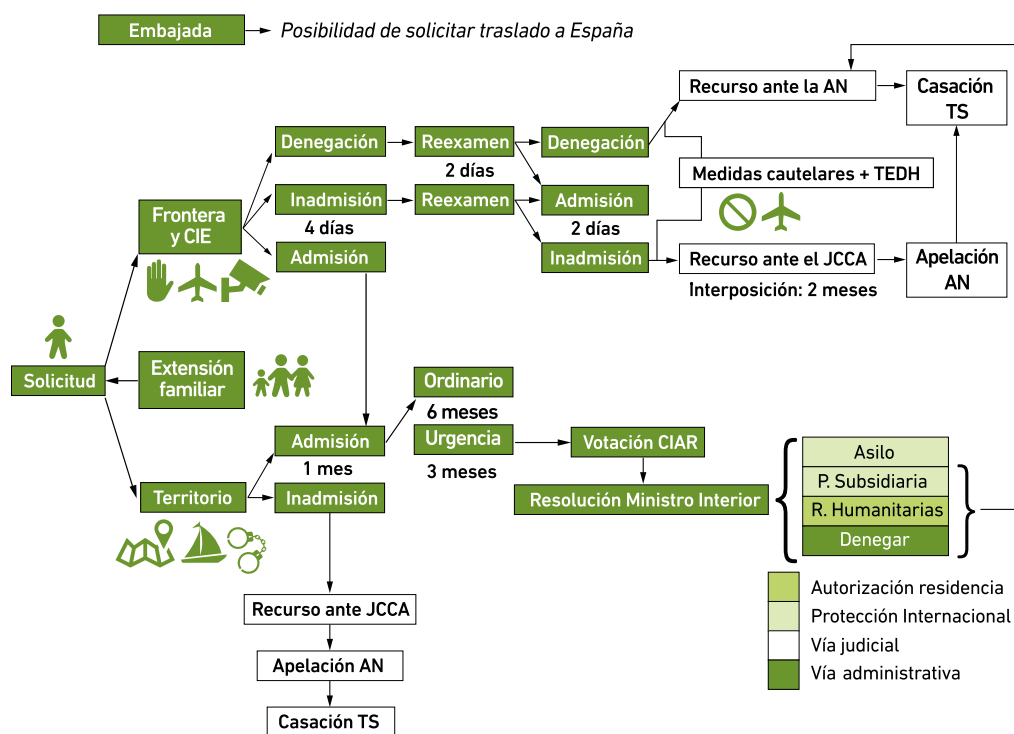 Embajada
Posibilidad de solicitar traslado a España
Recurso ante la AN
Casación
TS
Denegación
Reexamen
2 días
Denegación
Medidas cautelares + TEDH
Inadmisión
4 días
Reexamen
Admisión
2 días
Frontera
y CIE
Admisión
Inadmisión
Recurso ante el JCCA
Interposición: 2 meses
Apelación
AN
Solicitud
Extensión
familiar
Ordinario
6 meses
Admisión
1 mes
Urgencia
3 meses
Votación CIAR
Territorio
Inadmisión
Resolución Ministro Interior
Asilo
P. Subsidiaria
R. Humanitarias
Denegar
Recurso ante JCCA
Apelación AN
Casación TS
Autorización residencia
Protección Internacional
Vía judicial
Vía administrativa